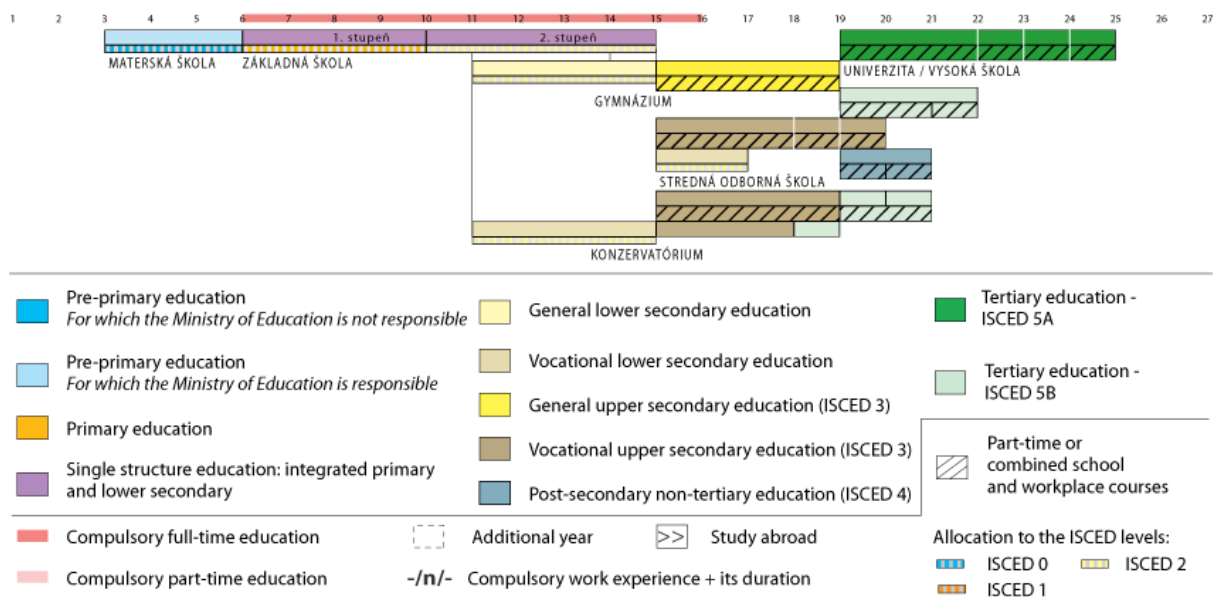 1 2 3 4 5 6 7 8 9 10 11 12 13 14 15 16 17 18 19 20 21 22 23 24 25 26 27
1. stupeň 2. stupeň
MATERSKÁ ŠKOLA ZÁKLADNÁ ŠKOLA UNIVERZITA / VYSOKÁ ŠKOLA
GYMNÁZIUM
STREDNÁ ODBORNÁ ŠKOLA
KONZERVATÓRIUM
Pre-primary education
For which the Ministry of Education is not responsible
Pre-primary education
For which the Ministry of Education is responsible
Primary education
Single structure education: integrated primary
and lower secondary
General lower secondary education
Vocational lower secondary education
General upper secondary education (ISCED 3)
Vocational upper secondary education (ISCED 3)
Post-secondary non-tertiary education (ISCED 4)
Tertiary education -
ISCED 5A
Tertiary education -
ISCED 5B
Part-time or
combined school
and workplace courses
Compulsory full-time education
Compulsory part-time education
Additional year
>> Study abroad
-/n/- Compulsory work experience + its duration
Allocation to the ISCED levels:
ISCED 0 ISCED 2
ISCED 1